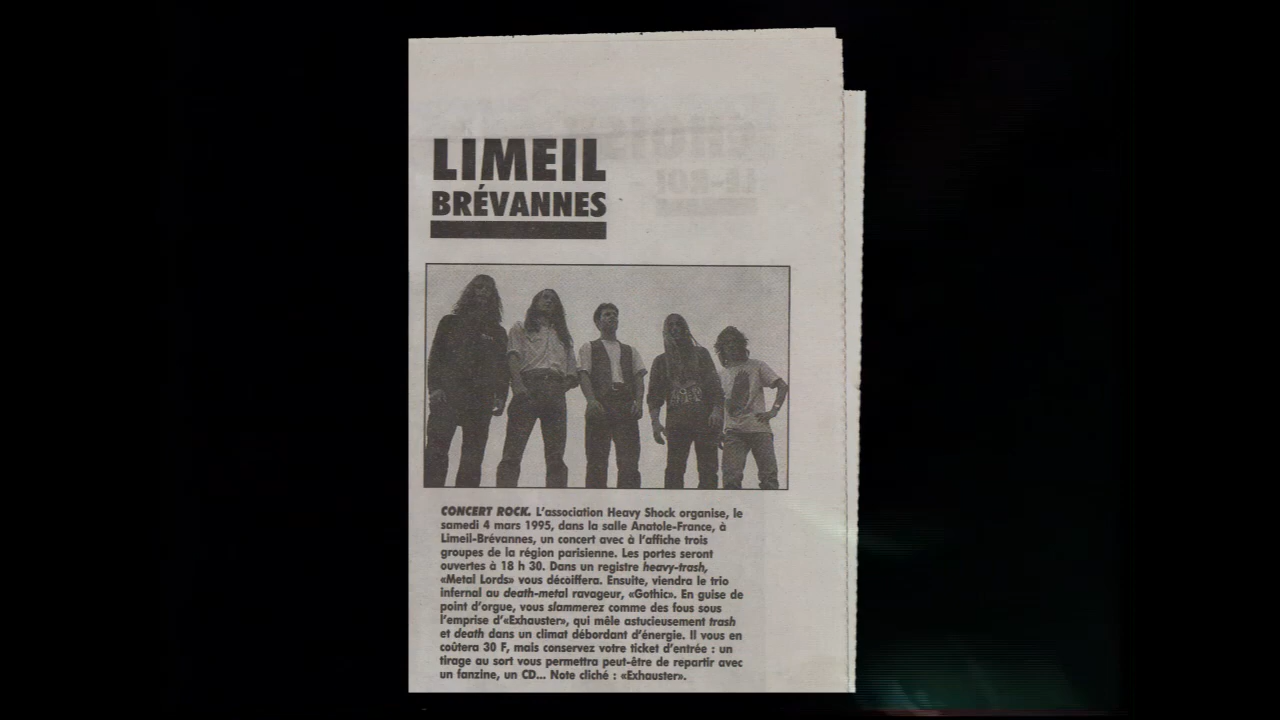 LIMEIL
BRÉVANNES
CONCERT ROCK. L'association Heavy Shock organise, le
samedi 4 mars 1995, dans la salle Anatole-France, à
Limeil-Brévannes, un concert avec à l'affiche trois
groupes de la région parisienne. Les portes seront
ouvertes à 18 h 30. Dans un registre heavy-trash,
«Metal Lords» vous décoiffera. Ensuite, viendra le trio
infernal au death-metal ravageur, «Gothic». En guise de
point d'orgue, vous slammerez comme des fous sous
l'emprise d'«Exhauster», qui mêle astucieusement trash
et death dans un climat débordant d'énergie. Il vous en
coûtera 30 F, mais conservez votre ticket d'entrée : un
tirage au sort vous permettra peut-être de repartir avec
un fanzine, un CD... Note cliché : «Exhauster».